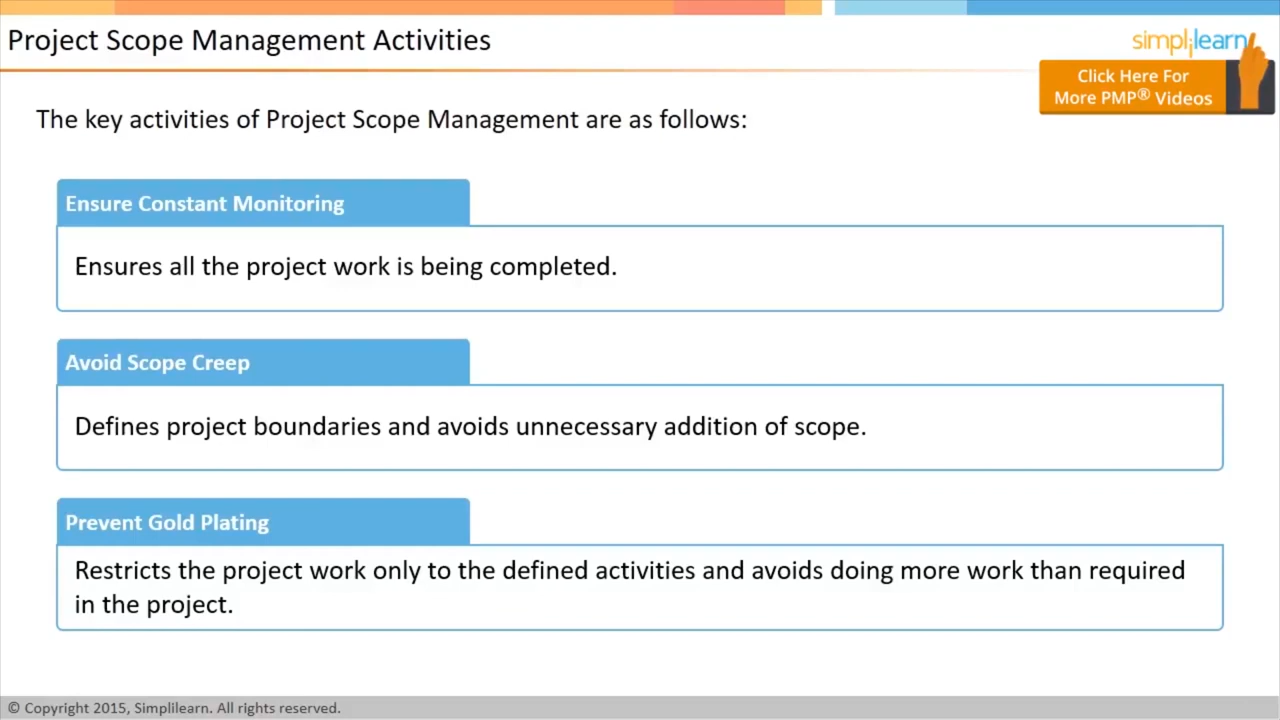 Project Scope Management Activities
simplilearn
Click Here For
More PMP® Videos
The key activities of Project Scope Management are as follows:
Ensure Constant Monitoring
Ensures all the project work is being completed.
Avoid Scope Creep
Defines project boundaries and avoids unnecessary addition of scope.
Prevent Gold Plating
Restricts the project work only to the defined activities and avoids doing more work than required
in the project.
© Copyright 2015, Simplilearn. All rights reserved.